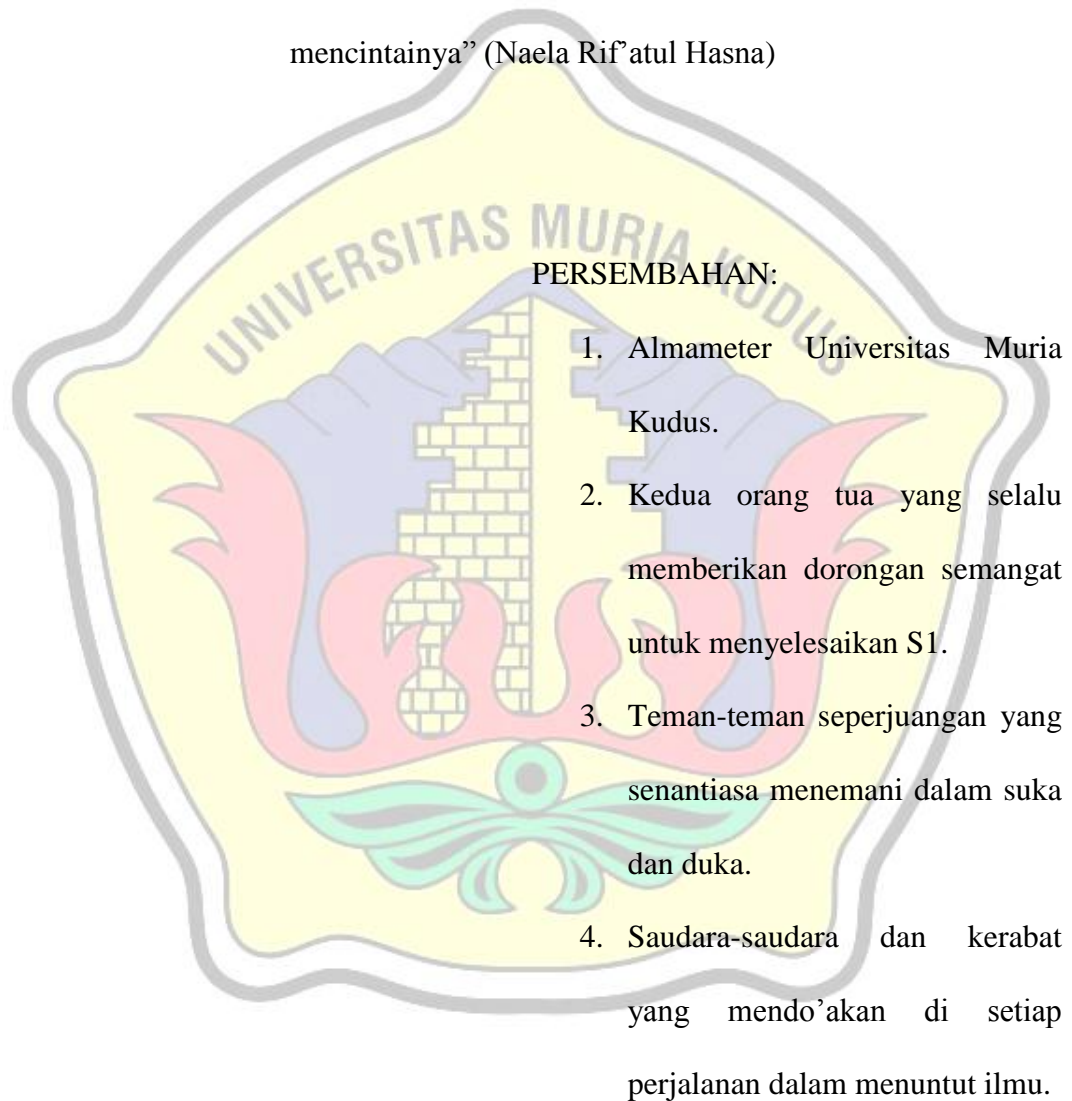 mencintainya” (Naela Rif’atul Hasna)
UNIVERSITAS MURIA KUDUS
PERSEMBAHAN:
1. Almameter Universitas Muria
Kudus.
2. Kedua orang tua yang selalu
memberikan dorongan semangat
untuk menyelesaikan S1.
3. Teman-teman seperjuangan yang
senantiasa menemani dalam suka
dan duka.
4. Saudara-saudara dan kerabat
yang mendo’akan di setiap
perjalanan dalam menuntut ilmu.